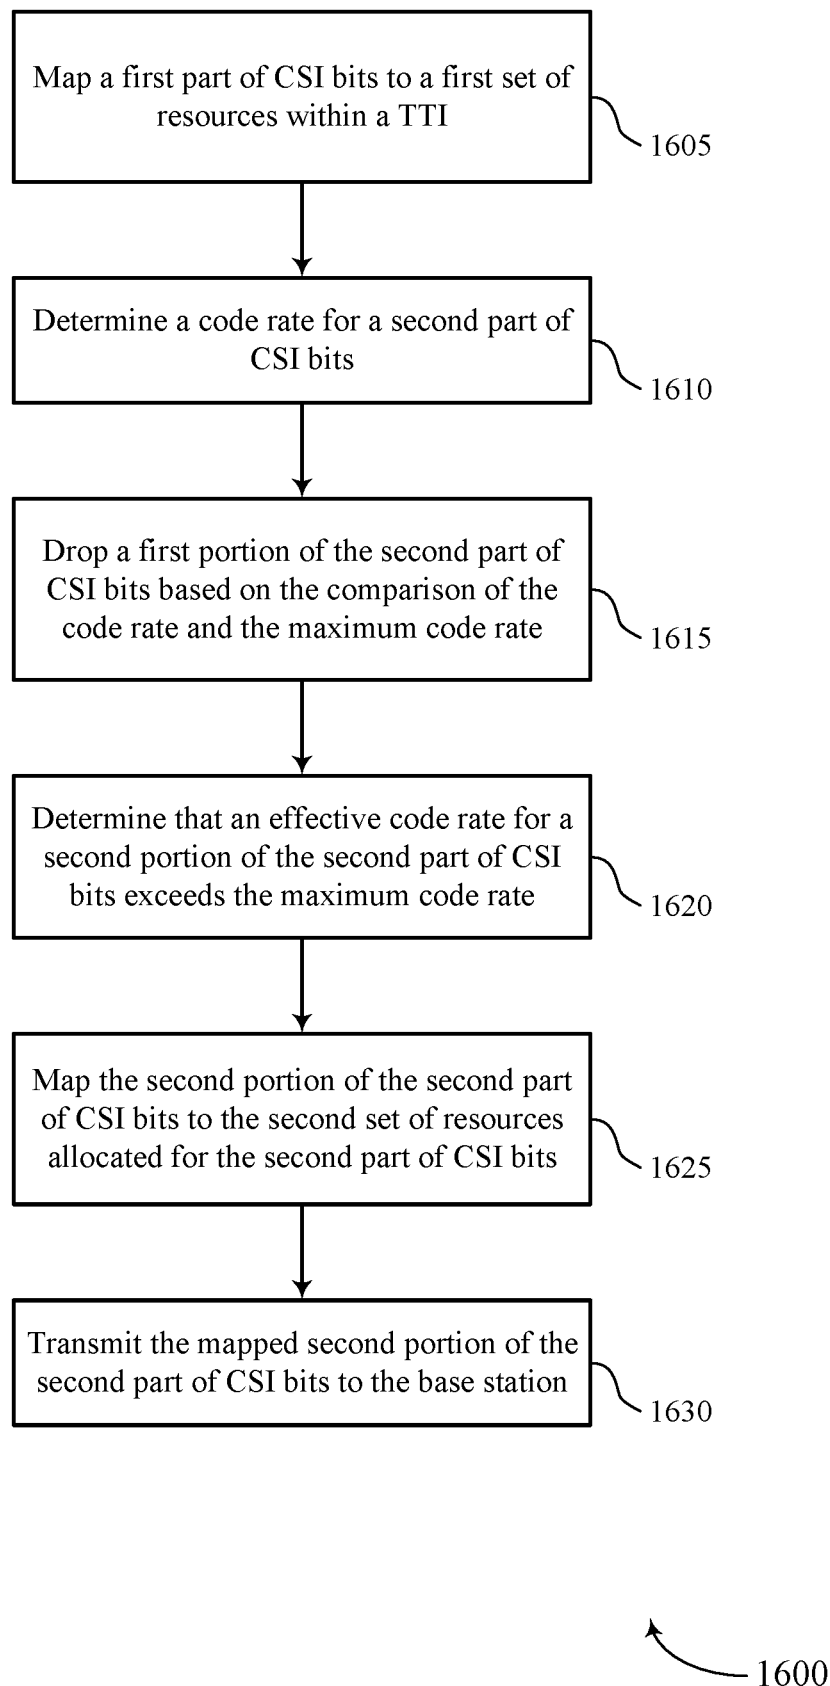 Map a first part of CSI bits to a first set of
resources within a TTI
1605
Determine a code rate for a second part of
CSI bits
1610
Drop a first portion of the second part of
CSI bits based on the comparison of the
code rate and the maximum code rate
1615
Determine that an effective code rate for a
second portion of the second part of CSI
bits exceeds the maximum code rate
1620
Map the second portion of the second part
of CSI bits to the second set of resources
allocated for the second part of CSI bits
1625
Transmit the mapped second portion of the
second part of CSI bits to the base station
1630
1600